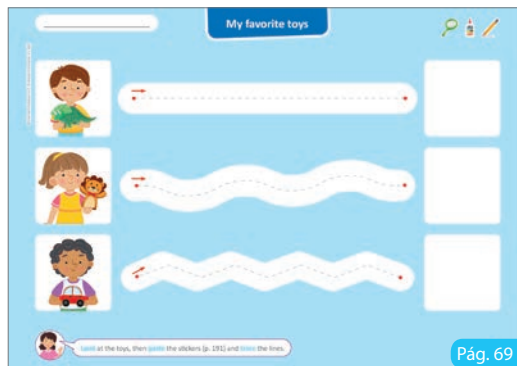 My favorite toys
Look at the toys, then paste the stickers (p. 191) and trace the lines.
Pág. 69